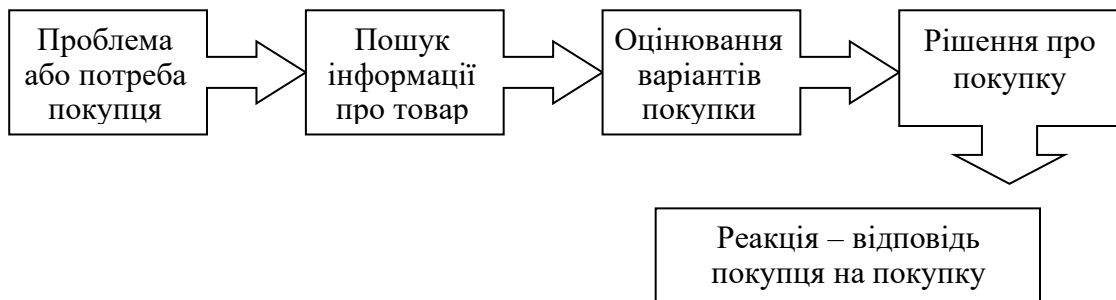 Проблема
або потреба
покупця
Пошук
інформації
про товар
Оцінювання
варіантів
покупки
Рішення про
покупку
Реакція – відповідь
покупця на покупку